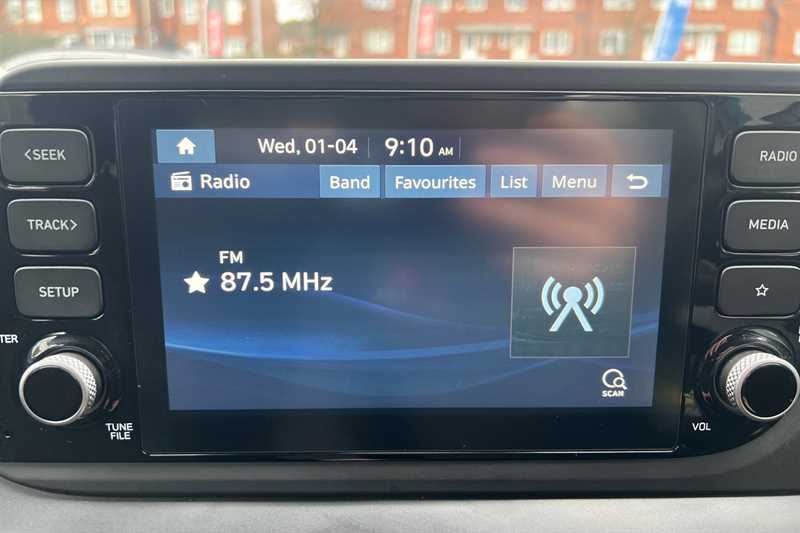 <SEEK
TRACK>
SETUP
TUNE
FILE
Wed, 01-04 9:10 AM
Radio Band Favourites List Menu
FM
87.5 MHz
SCAN
RADIO
MEDIA
VOL